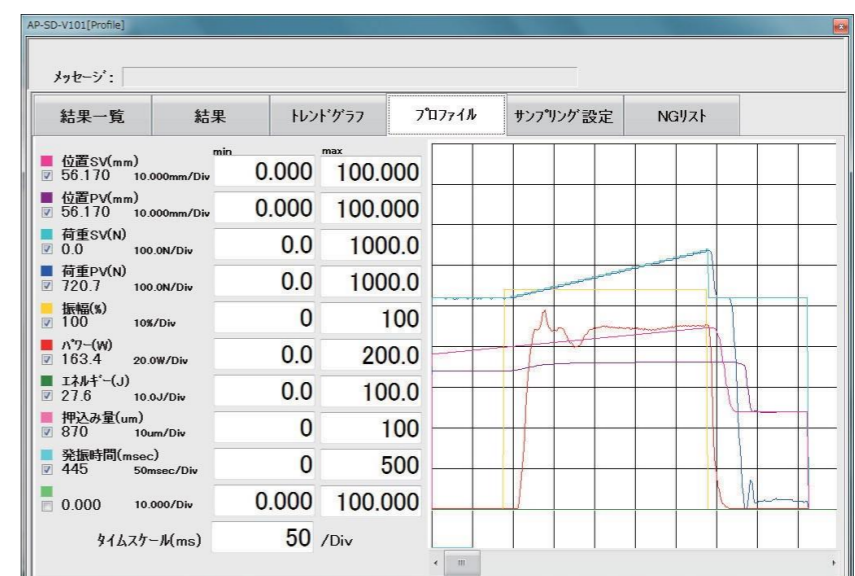 AP-SD-V101[Profile]
メッセージ:
結果一覧 結果 トレンドグラフ プロファイル サンプリング設定 NGリスト
min max
位置SV(mm)
56.170 10.000mm/Div 0.000 100.000
位置PV(mm)
56.170 10.000mm/Div 0.000 100.000
荷重SV(N)
0.0 100.0N/Div 0.0 1000.0
荷重PV(N)
720.7 100.0N/Div 0.0 1000.0
振幅(%)
100 10%/Div 0 100
パワー(W)
163.4 20.0W/Div 0.0 200.0
エネルギー(J)
27.6 10.0J/Div 0.0 100.0
押込み量(um)
870 10um/Div 0 100
発振時間(msec)
445 50msec/Div 0 500
0.000 10.000/Div 0.000 100.000
タイムスケール(ms) 50 /Div